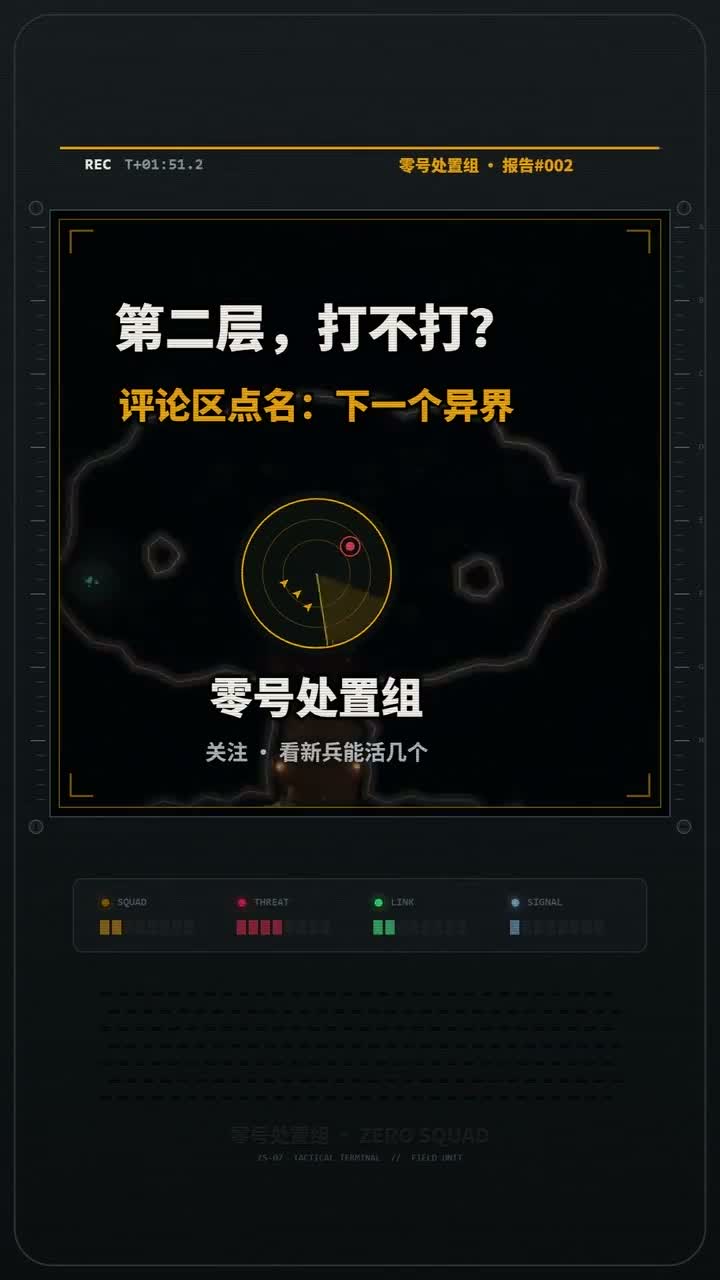 REC T+01:51.2 零号处置组 · 报告#002
第二层，打不打？
评论区点名：下一个异界
零号处置组
关注 · 看新兵能活几个
SQUAD THREAT LINK SIGNAL
零号处置组 · ZERO SQUAD
ZS-07 · TACTICAL TERMINAL // FIELD UNIT